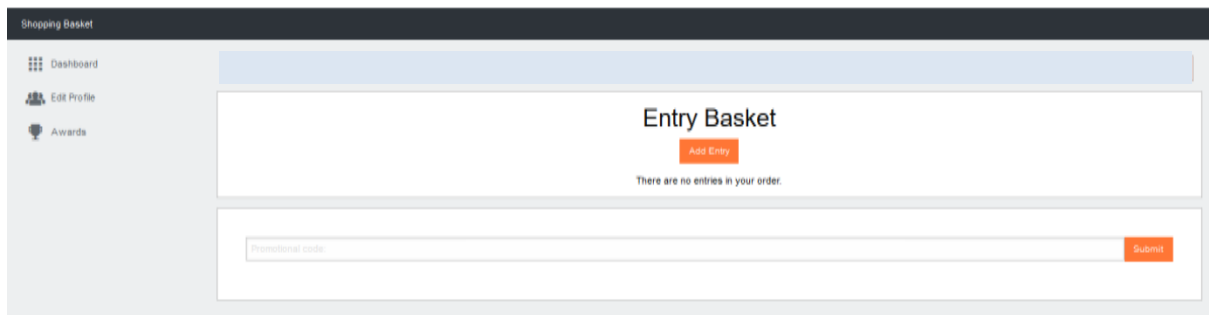 Shopping Basket
Dashboard
Edit Profile
Awards
Entry Basket
Add Entry
There are no entries in your order.
Promotional code.
Submit